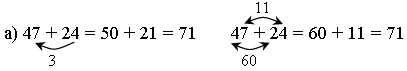 11
а) 47 + 24 = 50 + 21 = 71 47 + 24 = 60 + 11 = 71
3 60